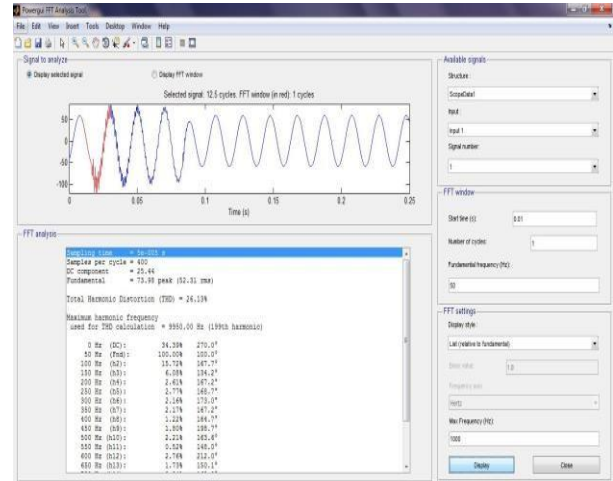 Powergui FFT Analysis Tool
File Edit View Insert Tools Desktop Window Help
Signal to analyze
Display selected signal
Display FFT window
Selected signal: 12.5 cycles. FFT window (in red): 1 cycles
50
0
-50
-100
0 0.05 0.1 0.15 0.2 0.25
Time (s)
FFT analysis
Sampling time = 5e-005 s
Samples per cycle = 400
DC component = 25.44
Fundamental = 73.98 peak (52.31 rms)
Total Harmonic Distortion (THD) = 26.13%
Maximum harmonic frequency
used for THD calculation = 9950.00 Hz (199th harmonic)
0 Hz (DC): 34.39% 270.0°
50 Hz (Fnd): 100.00% 100.0°
100 Hz (h2): 15.72% 167.7°
150 Hz (h3): 6.08% 134.2°
200 Hz (h4): 2.61% 167.2°
250 Hz (h5): 2.77% 168.7°
300 Hz (h6): 2.16% 173.0°
350 Hz (h7): 2.17% 167.2°
400 Hz (h8): 1.22% 164.7°
450 Hz (h9): 1.80% 198.7°
500 Hz (h10): 2.21% 183.8°
550 Hz (h11): 0.52% 148.0°
600 Hz (h12): 2.76% 212.0°
650 Hz (h13): 1.73% 150.1°
Available signals
Structure :
ScopeData1
Input :
input 1
Signal number:
1
FFT window
Start time (s): 0.01
Number of cycles: 1
Fundamental frequency (Hz):
50
FFT settings
Display style :
List (relative to fundamental)
Base value: 1.0
Frequency axis:
Hertz
Max Frequency (Hz):
1000
Display
Close